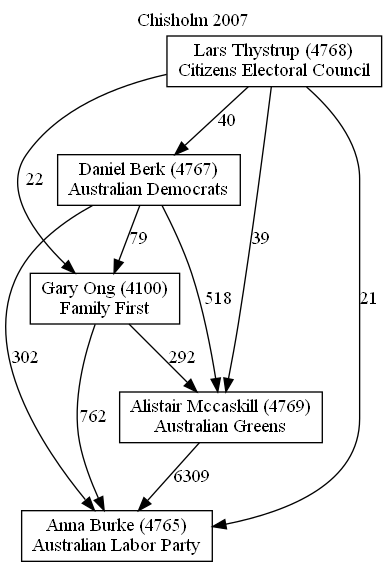 Chisholm 2007
Lars Thystrup (4768)
Citizens Electoral Council
40
Daniel Berk (4767)
Australian Democrats
22
79
39
Gary Ong (4100)
Family First
518
21
302
292
762
Alistair Mccaskill (4769)
Australian Greens
6309
Anna Burke (4765)
Australian Labor Party